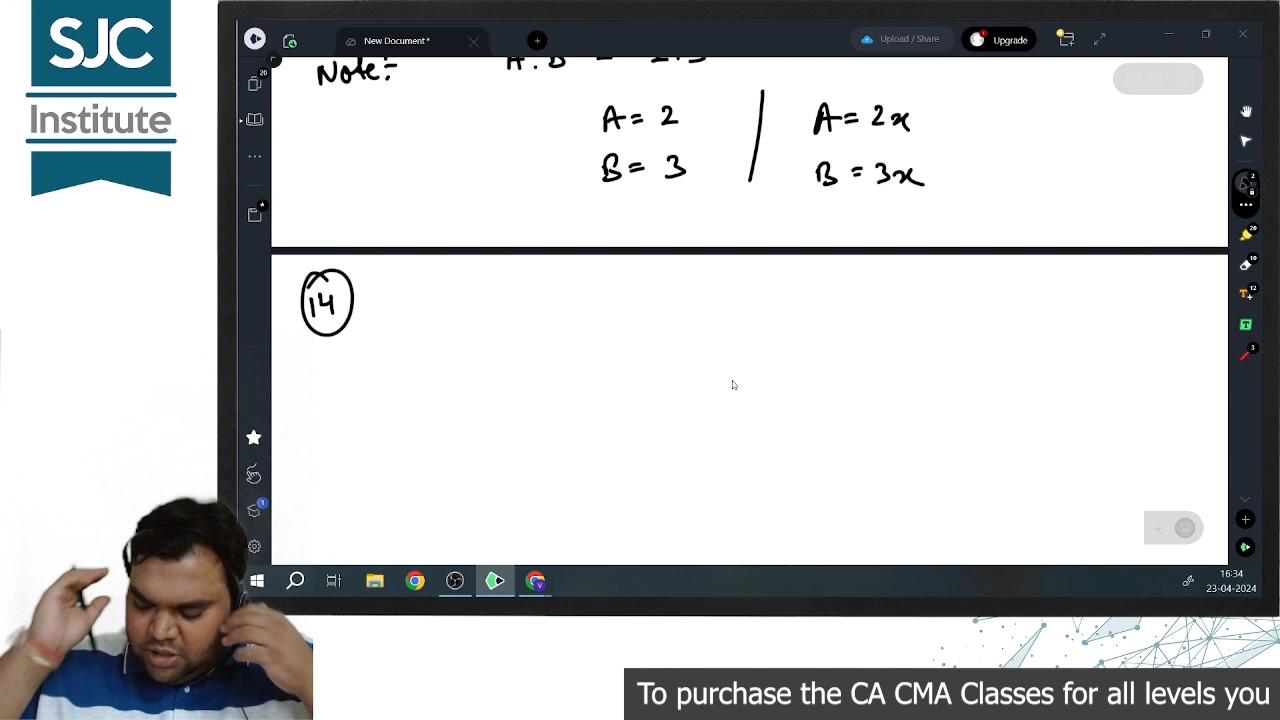 SJC
Institute
New Document*
Upload / Share
Upgrade
Note:-
A = 2
A = 2x
B = 3
B = 3x
14
16:34
23-04-2024
To purchase the CA CMA Classes for all levels you